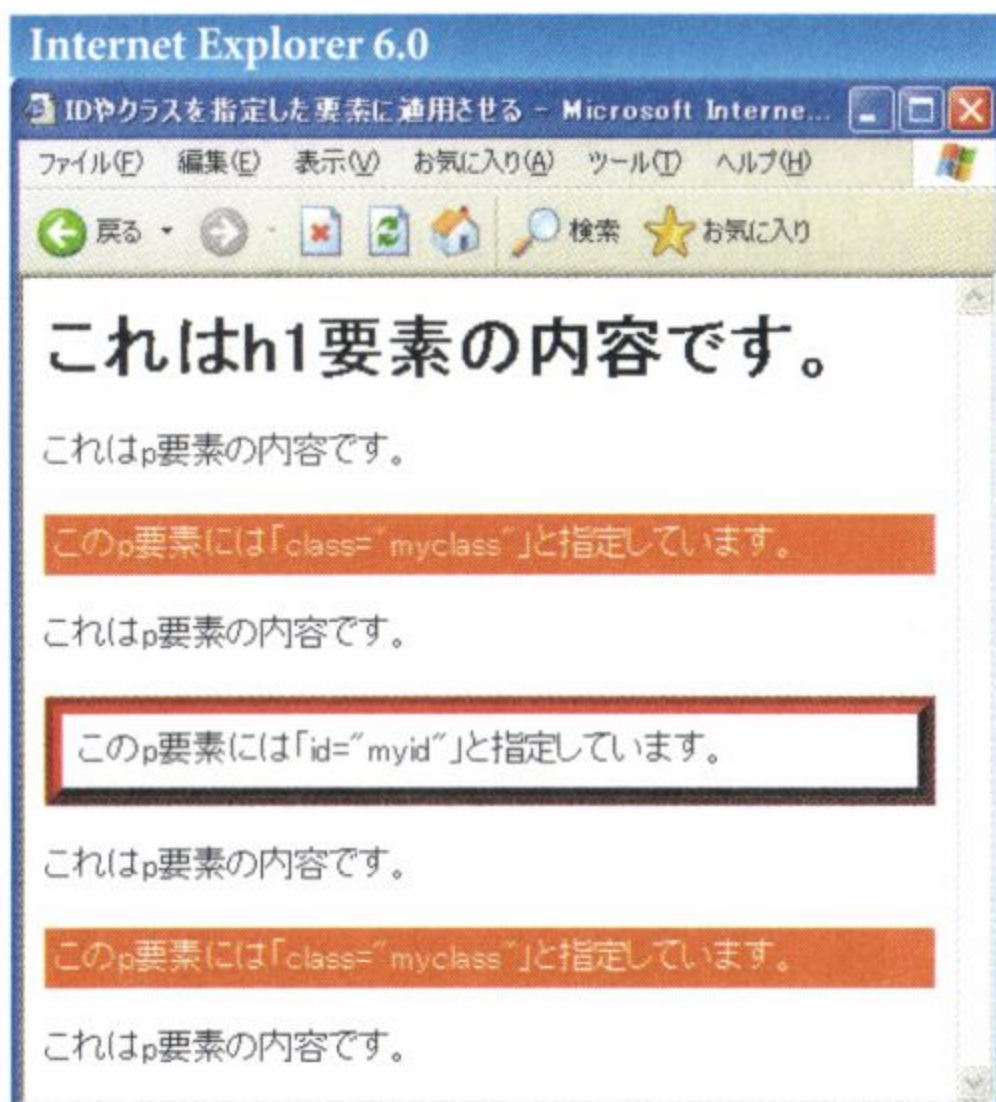 Internet Explorer 6.0
IDやクラスを指定した要素に適用させる - Microsoft Interne...
ファイル(F) 編集(E) 表示(V) お気に入り(A) ツール(T) ヘルプ(H)
戻る 検索 お気に入り
これはh1要素の内容です。
これはp要素の内容です。
このp要素には「class="myclass"」と指定しています。
これはp要素の内容です。
このp要素には「id="myid"」と指定しています。
これはp要素の内容です。
このp要素には「class="myclass"」と指定しています。
これはp要素の内容です。